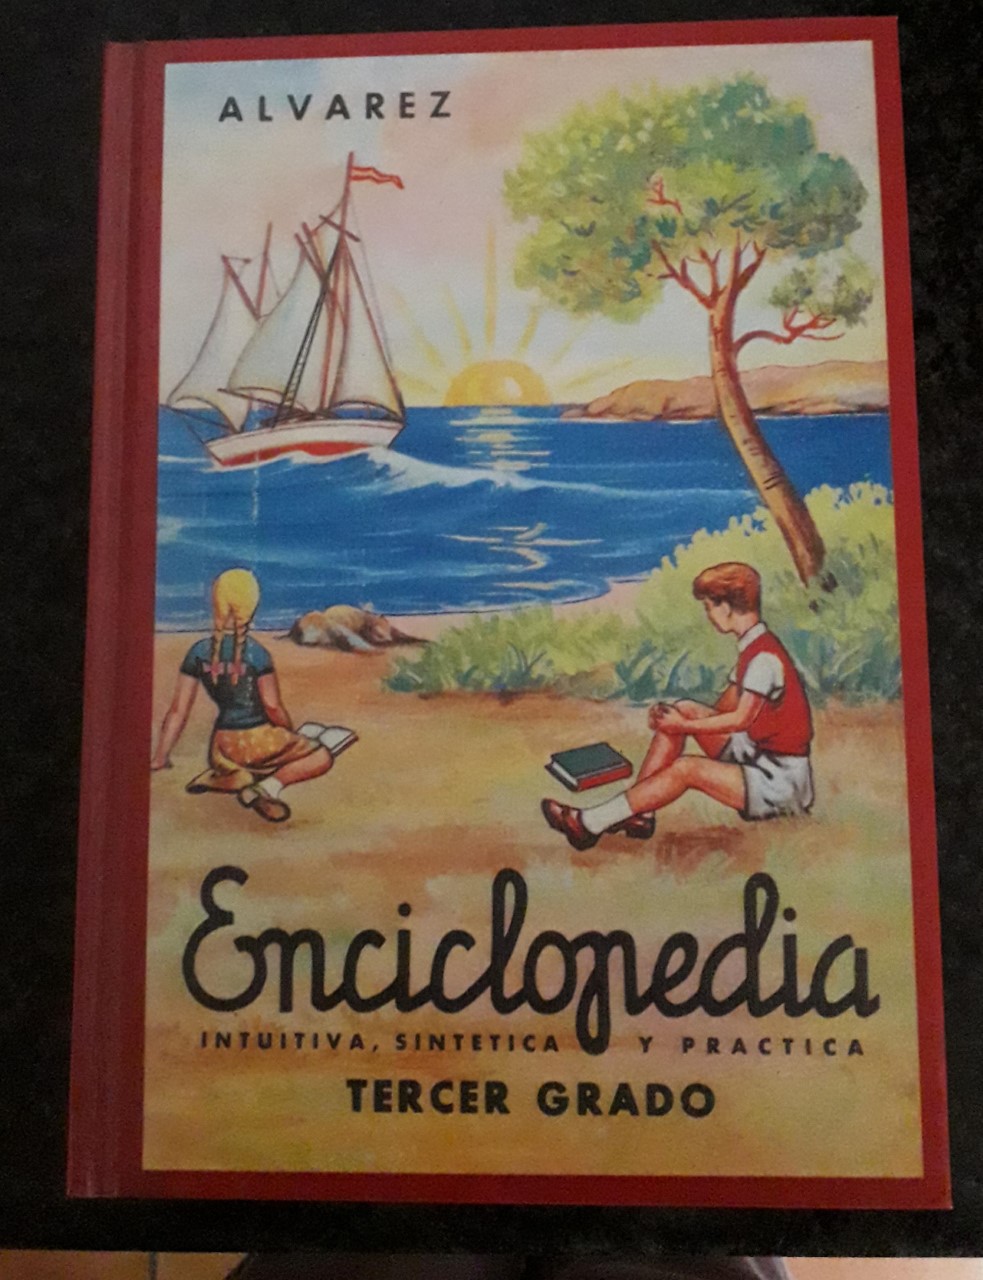 ALVAREZ
Enciclopedia
INTUITIVA, SINTETICA Y PRACTICA
TERCER GRADO